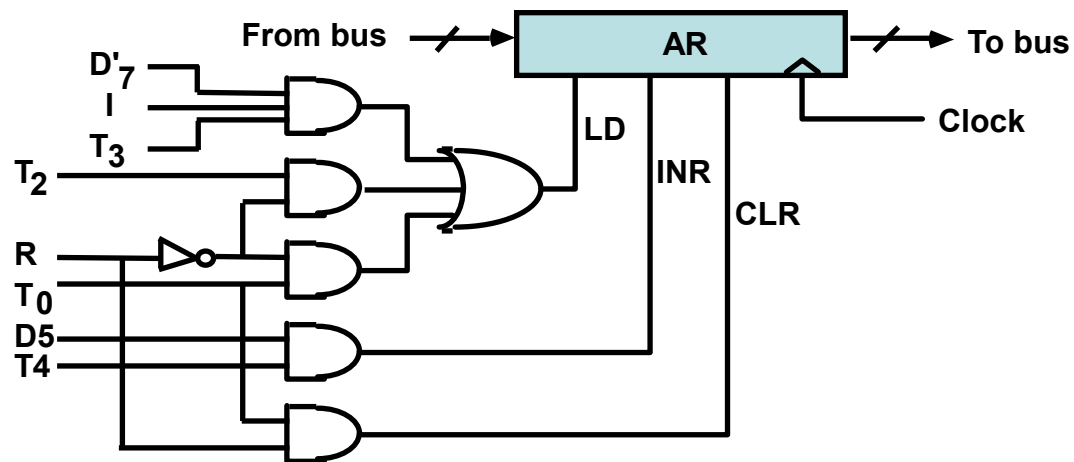 From bus
AR
To bus
D'7
I
T3
LD
Clock
T2
INR
CLR
R
T0
D5
T4